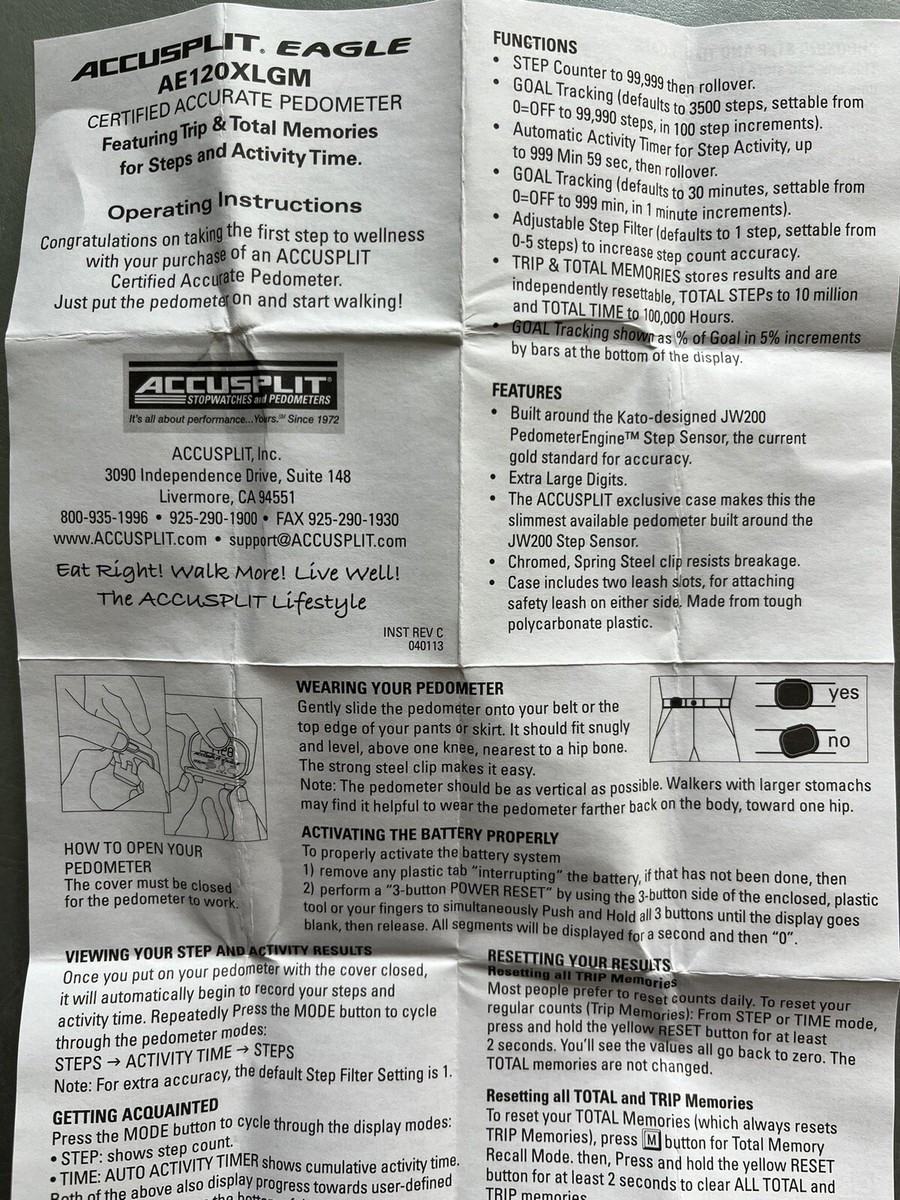 ACCUSPLIT® EAGLE
AE120XLGM
CERTIFIED ACCURATE PEDOMETER
Featuring Trip & Total Memories
for Steps and Activity Time.
Operating Instructions
Congratulations on taking the first step to wellness
with your purchase of an ACCUSPLIT
Certified Accurate Pedometer.
Just put the pedometer on and start walking!
ACCUSPLIT®
STOPWATCHES and PEDOMETERS
It's all about performance...Yours.℠ Since 1972
ACCUSPLIT, Inc.
3090 Independence Drive, Suite 148
Livermore, CA 94551
800-935-1996 • 925-290-1900 • FAX 925-290-1930
www.ACCUSPLIT.com • support@ACCUSPLIT.com
Eat Right! Walk More! Live Well!
The ACCUSPLIT Lifestyle
INST REV C
040113
FUNCTIONS
• STEP Counter to 99,999 then rollover.
• GOAL Tracking (defaults to 3500 steps, settable from
0=OFF to 99,990 steps, in 100 step increments).
• Automatic Activity Timer for Step Activity, up
to 999 Min 59 sec, then rollover.
• GOAL Tracking (defaults to 30 minutes, settable from
0=OFF to 999 min, in 1 minute increments).
• Adjustable Step Filter (defaults to 1 step, settable from
0-5 steps) to increase step count accuracy.
• TRIP & TOTAL MEMORIES stores results and are
independently resettable, TOTAL STEPs to 10 million
and TOTAL TIME to 100,000 Hours.
• GOAL Tracking shown as % of Goal in 5% increments
by bars at the bottom of the display.
FEATURES
• Built around the Kato-designed JW200
PedometerEngine™ Step Sensor, the current
gold standard for accuracy.
• Extra Large Digits.
• The ACCUSPLIT exclusive case makes this the
slimmest available pedometer built around the
JW200 Step Sensor.
• Chromed, Spring Steel clip resists breakage.
• Case includes two leash slots, for attaching
safety leash on either side. Made from tough
polycarbonate plastic.
HOW TO OPEN YOUR
PEDOMETER
The cover must be closed
for the pedometer to work.
WEARING YOUR PEDOMETER
Gently slide the pedometer onto your belt or the
top edge of your pants or skirt. It should fit snugly
and level, above one knee, nearest to a hip bone.
The strong steel clip makes it easy.
Note: The pedometer should be as vertical as possible. Walkers with larger stomachs
may find it helpful to wear the pedometer farther back on the body, toward one hip.
yes
no
ACTIVATING THE BATTERY PROPERLY
To properly activate the battery system
1) remove any plastic tab "interrupting" the battery, if that has not been done, then
2) perform a "3-button POWER RESET" by using the 3-button side of the enclosed, plastic
tool or your fingers to simultaneously Push and Hold all 3 buttons until the display goes
blank, then release. All segments will be displayed for a second and then "0".
VIEWING YOUR STEP AND ACTIVITY RESULTS
Once you put on your pedometer with the cover closed,
it will automatically begin to record your steps and
activity time. Repeatedly Press the MODE button to cycle
through the pedometer modes:
STEPS → ACTIVITY TIME → STEPS
Note: For extra accuracy, the default Step Filter Setting is 1.
GETTING ACQUAINTED
Press the MODE button to cycle through the display modes:
• STEP: shows step count.
• TIME: AUTO ACTIVITY TIMER shows cumulative activity time.
Both of the above also display progress towards user-defined
RESETTING YOUR RESULTS
Resetting all TRIP Memories
Most people prefer to reset counts daily. To reset your
regular counts (Trip Memories): From STEP or TIME mode,
press and hold the yellow RESET button for at least
2 seconds. You'll see the values all go back to zero. The
TOTAL memories are not changed.
Resetting all TOTAL and TRIP Memories
To reset your TOTAL Memories (which always resets
TRIP Memories), press M button for Total Memory
Recall Mode. then, Press and hold the yellow RESET
button for at least 2 seconds to clear ALL TOTAL and
TRIP memories